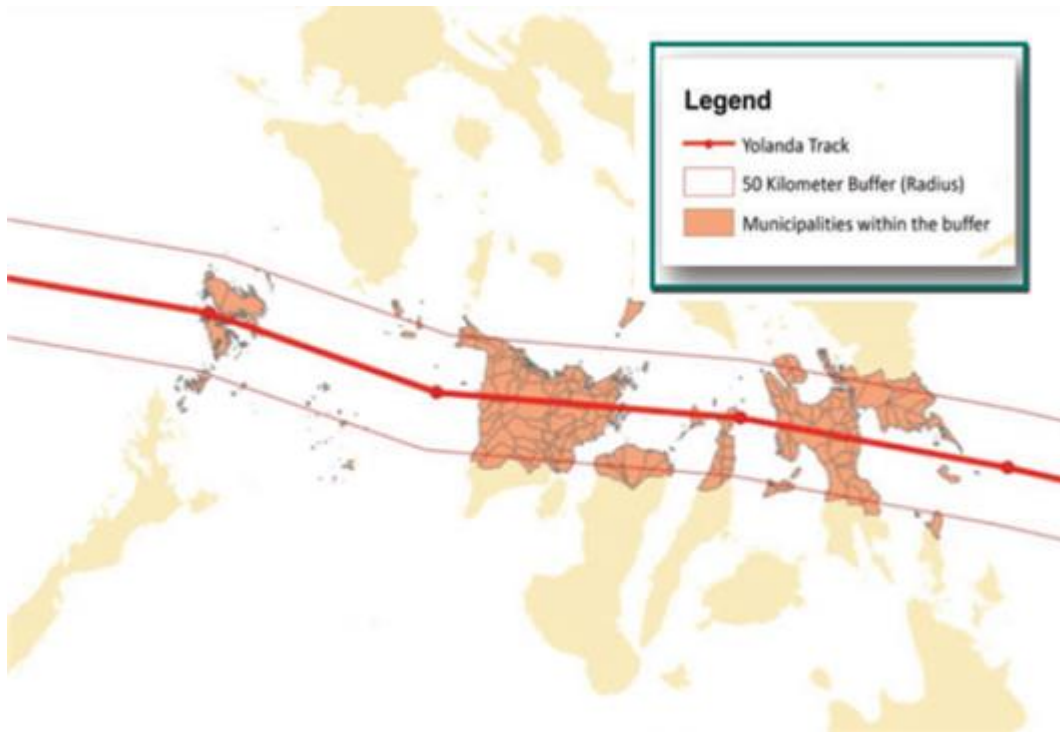 Legend
Yolanda Track
50 Kilometer Buffer (Radius)
Municipalities within the buffer